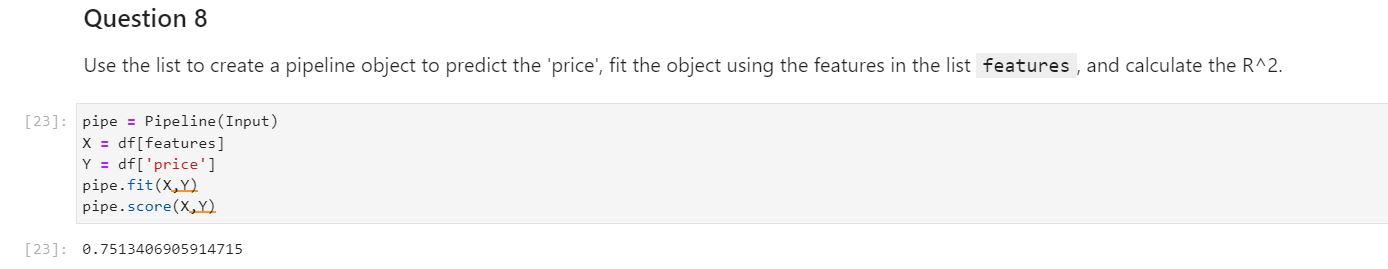 Question 8
Use the list to create a pipeline object to predict the 'price', fit the object using the features in the list features , and calculate the R^2.
[23]: pipe = Pipeline(Input)
X = df[features]
Y = df['price']
pipe.fit(X,Y)
pipe.score(X,Y)
[23]: 0.7513406905914715